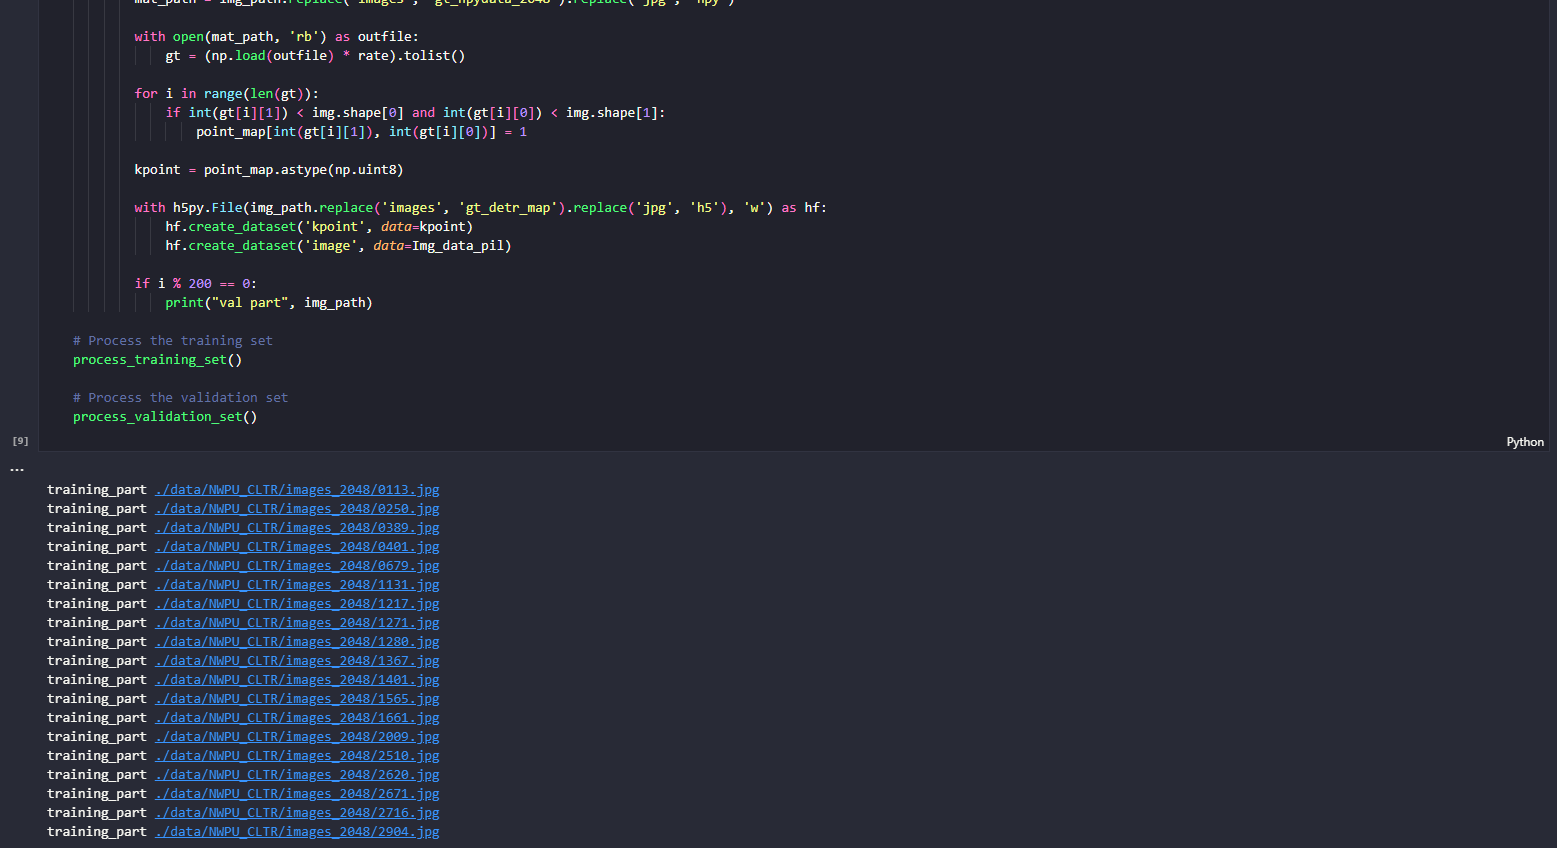 mat_path = img_path.replace('images', 'gt_npydata_2048').replace('jpg', 'npy')
with open(mat_path, 'rb') as outfile:
gt = (np.load(outfile) * rate).tolist()
for i in range(len(gt)):
if int(gt[i][1]) < img.shape[0] and int(gt[i][0]) < img.shape[1]:
point_map[int(gt[i][1]), int(gt[i][0])] = 1
kpoint = point_map.astype(np.uint8)
with h5py.File(img_path.replace('images', 'gt_detr_map').replace('jpg', 'h5'), 'w') as hf:
hf.create_dataset('kpoint', data=kpoint)
hf.create_dataset('image', data=Img_data_pil)
if i % 200 == 0:
print("val part", img_path)
# Process the training set
process_training_set()
# Process the validation set
process_validation_set()
[9]
Python
...
training_part ./data/NWPU_CLTR/images_2048/0113.jpg
training_part ./data/NWPU_CLTR/images_2048/0250.jpg
training_part ./data/NWPU_CLTR/images_2048/0389.jpg
training_part ./data/NWPU_CLTR/images_2048/0401.jpg
training_part ./data/NWPU_CLTR/images_2048/0679.jpg
training_part ./data/NWPU_CLTR/images_2048/1131.jpg
training_part ./data/NWPU_CLTR/images_2048/1217.jpg
training_part ./data/NWPU_CLTR/images_2048/1271.jpg
training_part ./data/NWPU_CLTR/images_2048/1280.jpg
training_part ./data/NWPU_CLTR/images_2048/1367.jpg
training_part ./data/NWPU_CLTR/images_2048/1401.jpg
training_part ./data/NWPU_CLTR/images_2048/1565.jpg
training_part ./data/NWPU_CLTR/images_2048/1661.jpg
training_part ./data/NWPU_CLTR/images_2048/2009.jpg
training_part ./data/NWPU_CLTR/images_2048/2510.jpg
training_part ./data/NWPU_CLTR/images_2048/2620.jpg
training_part ./data/NWPU_CLTR/images_2048/2671.jpg
training_part ./data/NWPU_CLTR/images_2048/2716.jpg
training_part ./data/NWPU_CLTR/images_2048/2904.jpg